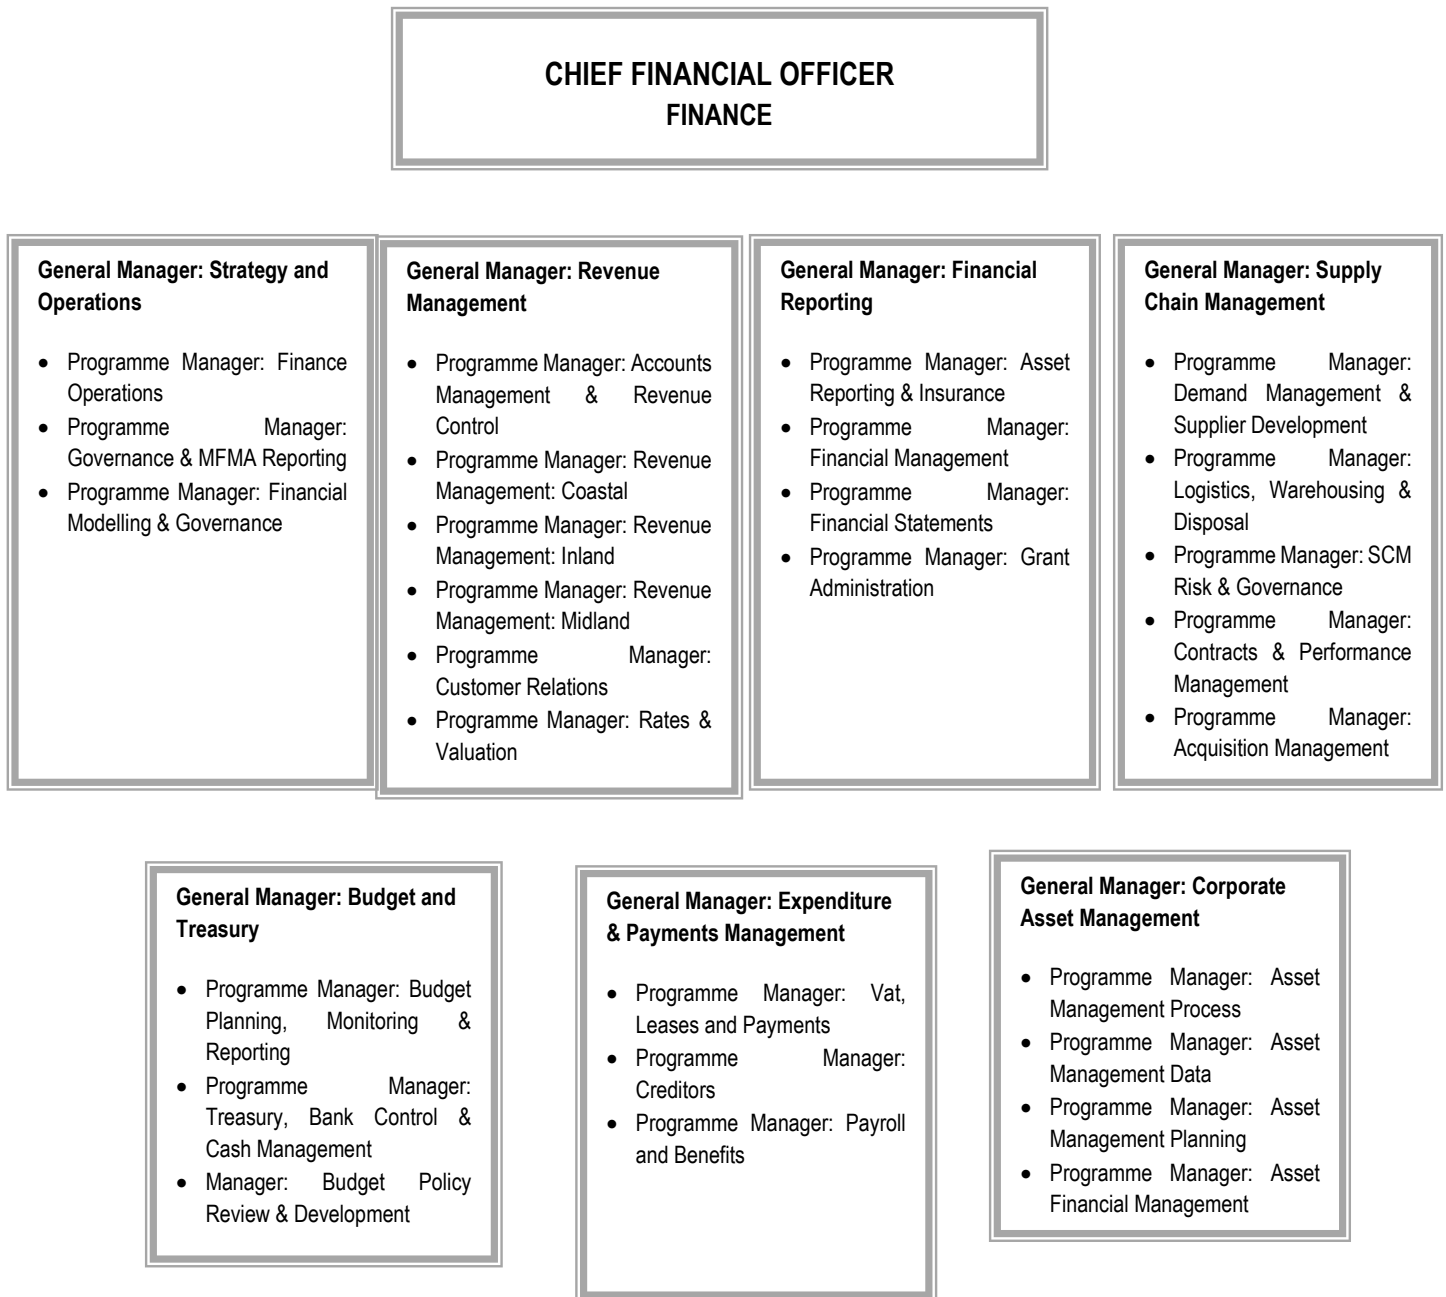 CHIEF FINANCIAL OFFICER
FINANCE
General Manager: Strategy and
Operations
• Programme Manager: Finance
Operations
• Programme Manager:
Governance & MFMA Reporting
• Programme Manager: Financial
Modelling & Governance
General Manager: Revenue
Management
• Programme Manager: Accounts
Management & Revenue
Control
• Programme Manager: Revenue
Management: Coastal
• Programme Manager: Revenue
Management: Inland
• Programme Manager: Revenue
Management: Midland
• Programme Manager:
Customer Relations
• Programme Manager: Rates &
Valuation
General Manager: Financial
Reporting
• Programme Manager: Asset
Reporting & Insurance
• Programme Manager:
Financial Management
• Programme Manager:
Financial Statements
• Programme Manager: Grant
Administration
General Manager: Supply
Chain Management
• Programme Manager:
Demand Management &
Supplier Development
• Programme Manager:
Logistics, Warehousing &
Disposal
• Programme Manager: SCM
Risk & Governance
• Programme Manager:
Contracts & Performance
Management
• Programme Manager:
Acquisition Management
General Manager: Budget and
Treasury
• Programme Manager: Budget
Planning, Monitoring &
Reporting
• Programme Manager:
Treasury, Bank Control &
Cash Management
• Manager: Budget Policy
Review & Development
General Manager: Expenditure
& Payments Management
• Programme Manager: Vat,
Leases and Payments
• Programme Manager:
Creditors
• Programme Manager: Payroll
and Benefits
General Manager: Corporate
Asset Management
• Programme Manager: Asset
Management Process
• Programme Manager: Asset
Management Data
• Programme Manager: Asset
Management Planning
• Programme Manager: Asset
Financial Management